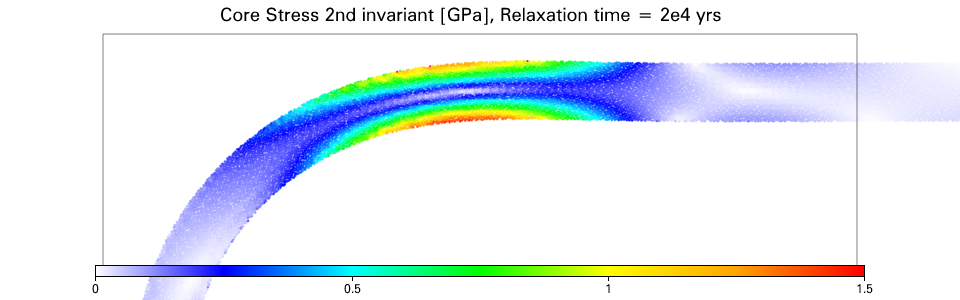 Core Stress 2nd invariant [GPa], Relaxation time = 2e4 yrs
0 0.5 1 1.5